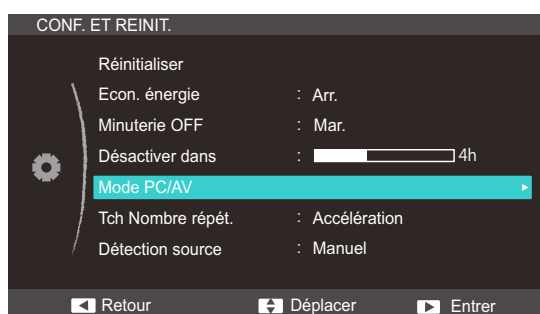 CONF. ET REINIT.
Réinitialiser
Econ. énergie : Arr.
Minuterie OFF : Mar.
Désactiver dans : 4h
Mode PC/AV
Tch Nombre répét. : Accélération
Détection source : Manuel
Retour Déplacer Entrer